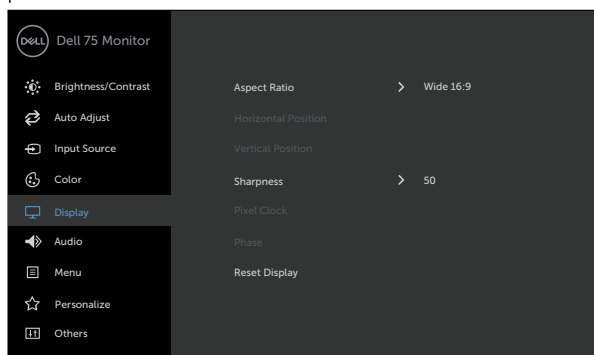 DELL Dell 75 Monitor
Brightness/Contrast
Auto Adjust
Input Source
Color
Display
Audio
Menu
Personalize
Others
Aspect Ratio > Wide 16:9
Horizontal Position
Vertical Position
Sharpness > 50
Pixel Clock
Phase
Reset Display